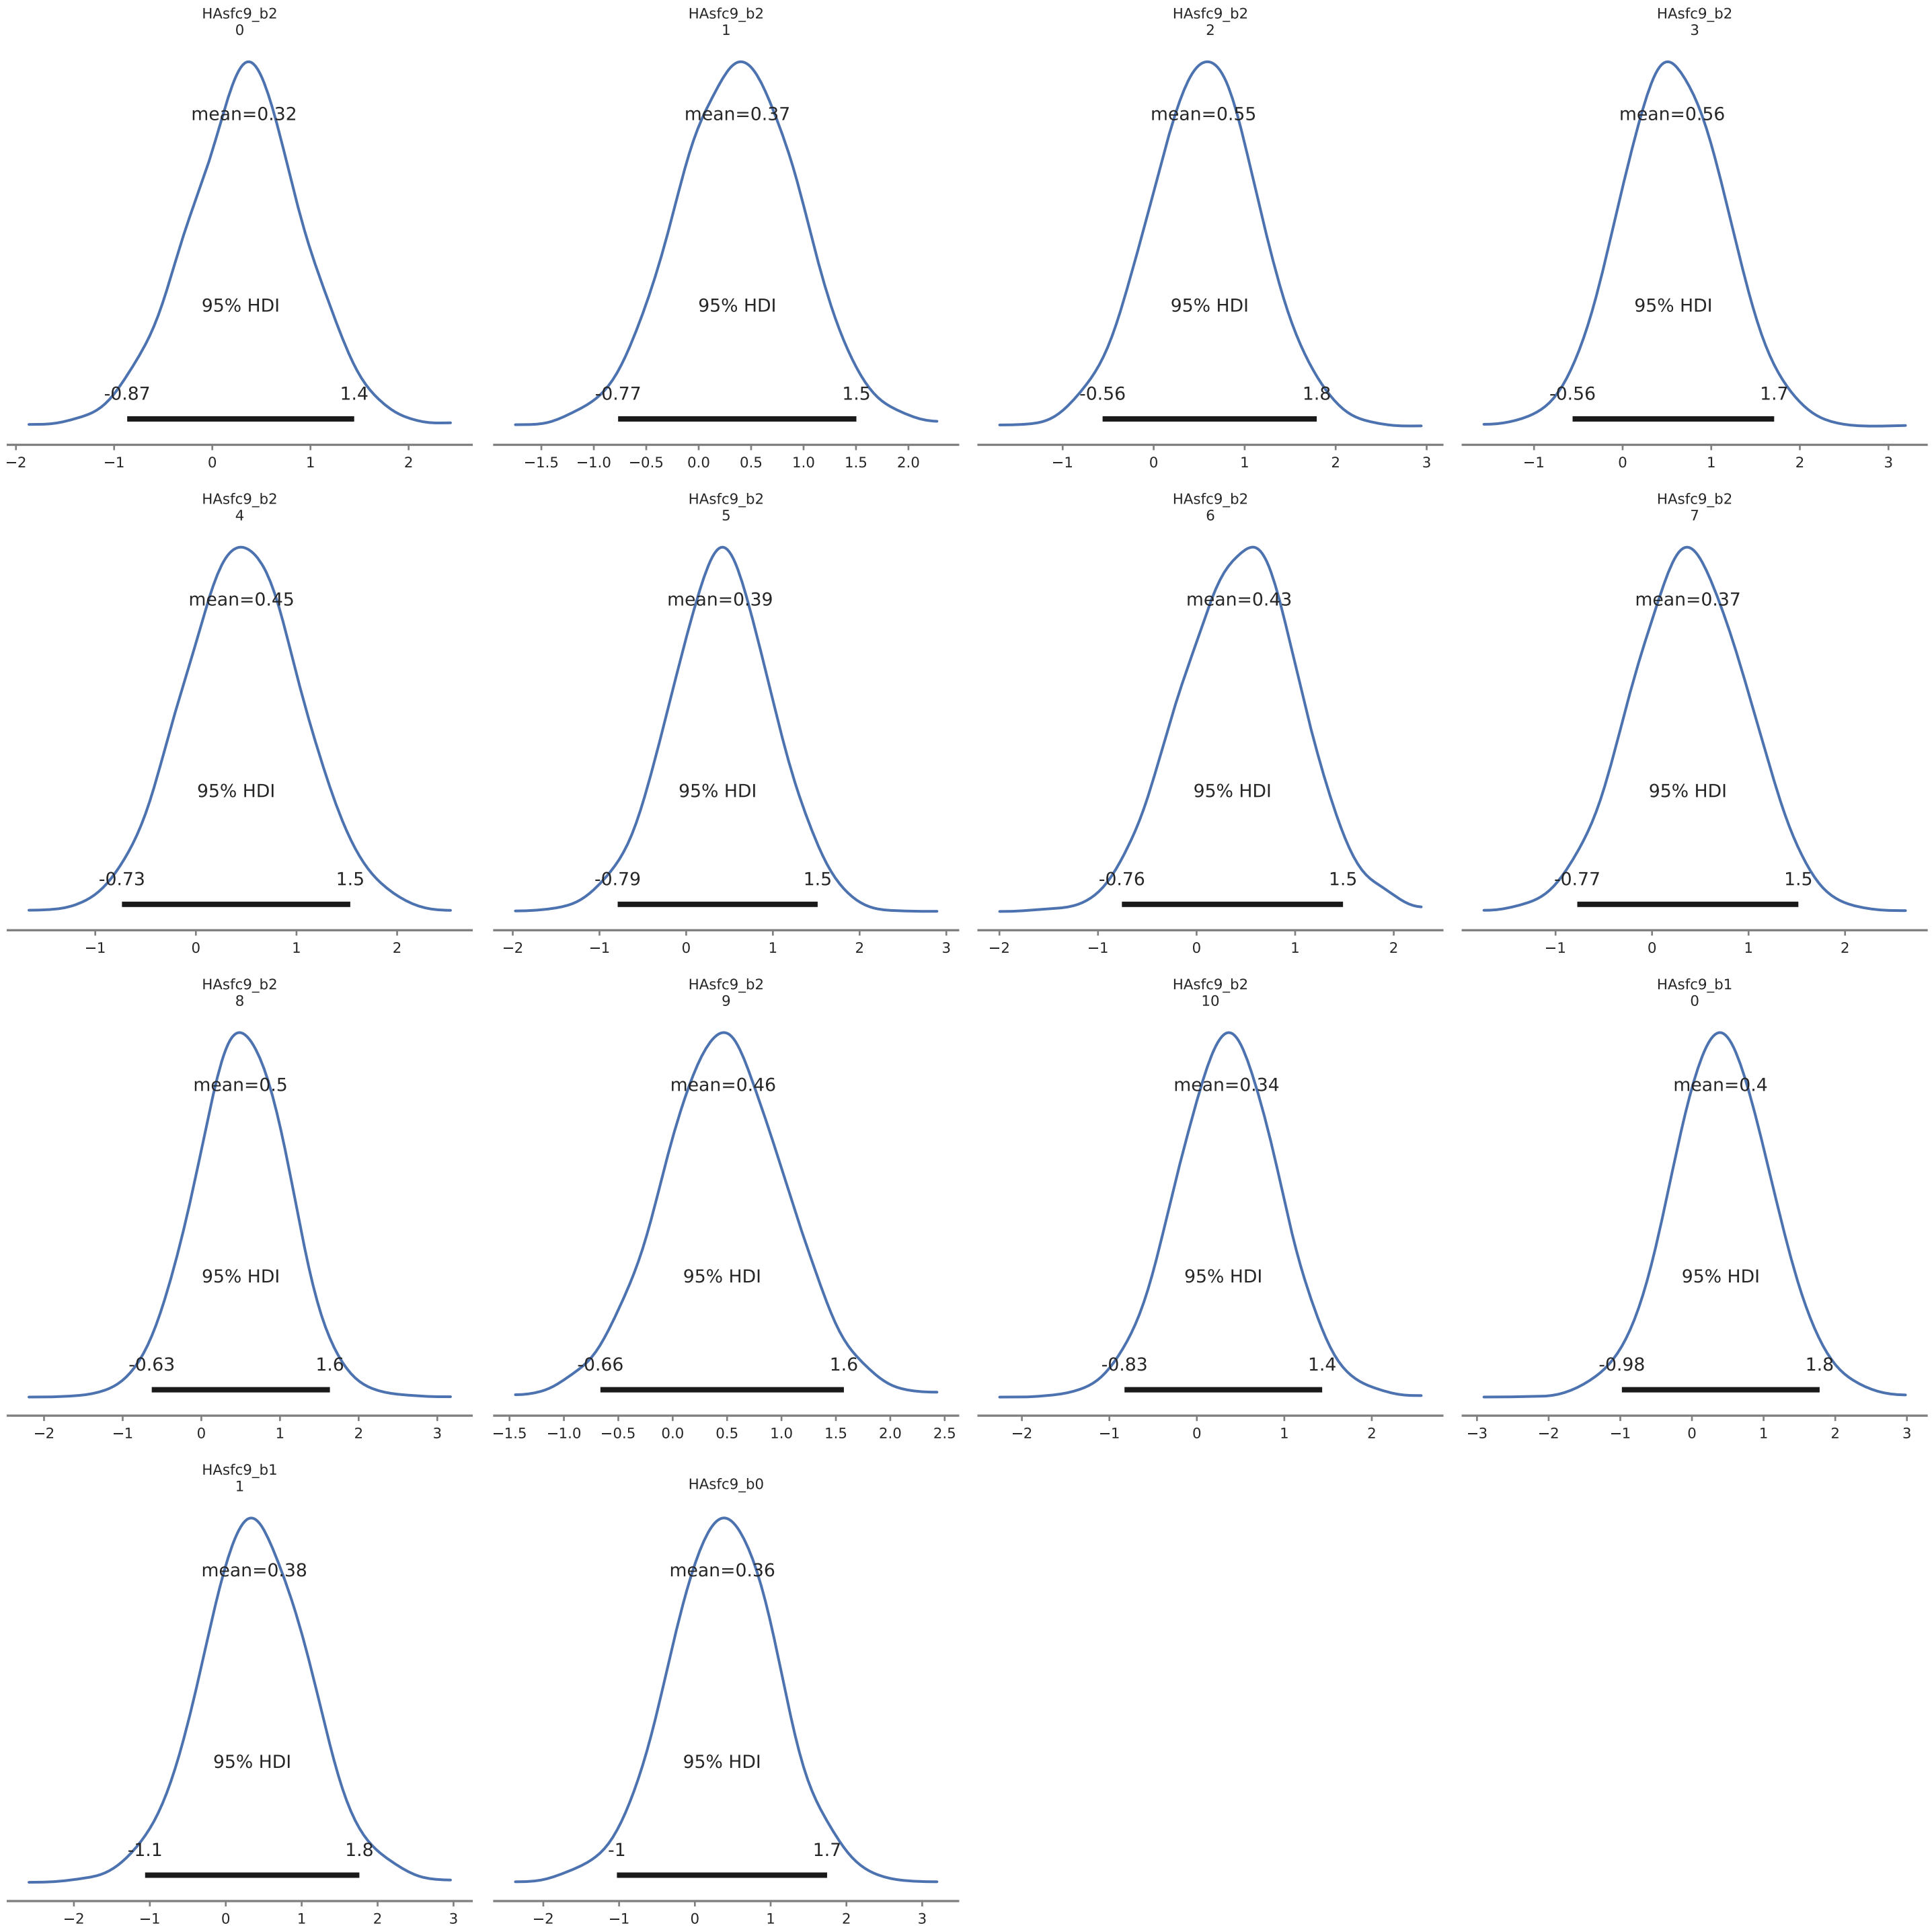 HAsfc9_b2
0
mean=0.32
95% HDI
-0.87 1.4
−2 −1 0 1 2
HAsfc9_b2
1
mean=0.37
95% HDI
-0.77 1.5
−1.5 −1.0 −0.5 0.0 0.5 1.0 1.5 2.0
HAsfc9_b2
2
mean=0.55
95% HDI
-0.56 1.8
−1 0 1 2 3
HAsfc9_b2
3
mean=0.56
95% HDI
-0.56 1.7
−1 0 1 2 3
HAsfc9_b2
4
mean=0.45
95% HDI
-0.73 1.5
−1 0 1 2
HAsfc9_b2
5
mean=0.39
95% HDI
-0.79 1.5
−2 −1 0 1 2 3
HAsfc9_b2
6
mean=0.43
95% HDI
-0.76 1.5
−2 −1 0 1 2
HAsfc9_b2
7
mean=0.37
95% HDI
-0.77 1.5
−1 0 1 2
HAsfc9_b2
8
mean=0.5
95% HDI
-0.63 1.6
−2 −1 0 1 2 3
HAsfc9_b2
9
mean=0.46
95% HDI
-0.66 1.6
−1.5 −1.0 −0.5 0.0 0.5 1.0 1.5 2.0 2.5
HAsfc9_b2
10
mean=0.34
95% HDI
-0.83 1.4
−2 −1 0 1 2
HAsfc9_b1
0
mean=0.4
95% HDI
-0.98 1.8
−3 −2 −1 0 1 2 3
HAsfc9_b1
1
mean=0.38
95% HDI
-1.1 1.8
−2 −1 0 1 2 3
HAsfc9_b0
mean=0.36
95% HDI
-1 1.7
−2 −1 0 1 2 3